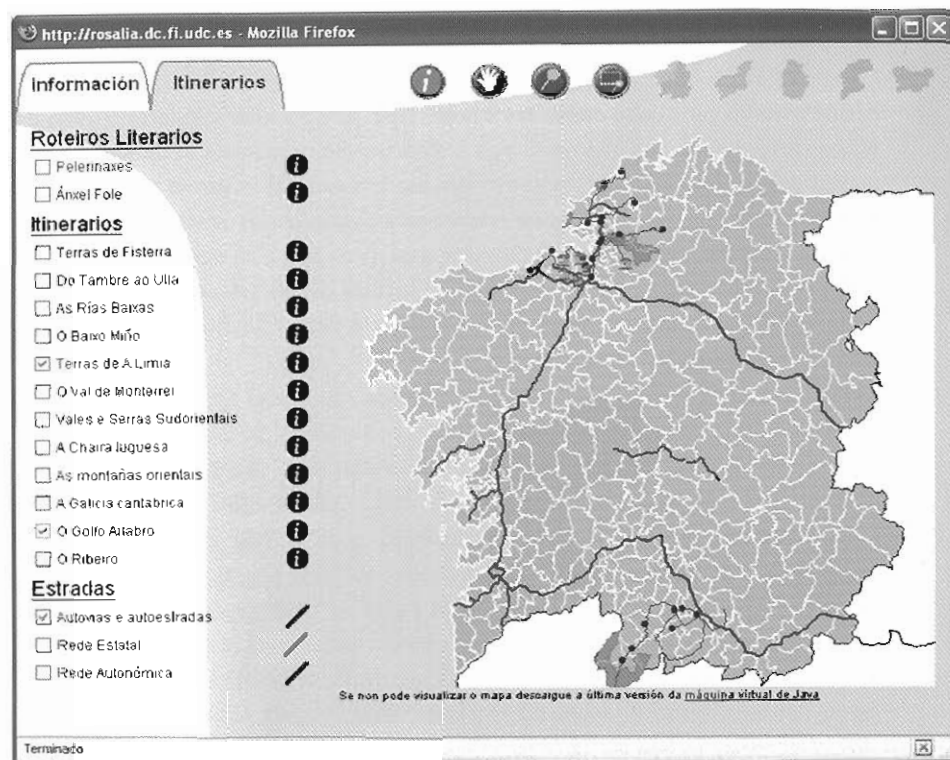 http://rosalia.dc.fi.udc.es - Mozilla Firefox
Información
Itinerarios
Roteiros Literarios
Pelerinaxes
Ánxel Fole
Itinerarios
Terras de Fisterra
Do Tambre ao Ulla
As Rías Baixas
O Baixo Miño
Terras de A Limia
O Val de Monterrei
Vales e Serras Sudorientais
A Chaira luguesa
As montañas orientais
A Galicia cantabrica
O Golfo Artabro
O Ribeiro
Estradas
Autovias e autoestradas
Rede Estatal
Rede Autonómica
Se non pode visualizar o mapa descargue a última versión da máquina virtual de Java
Terminado